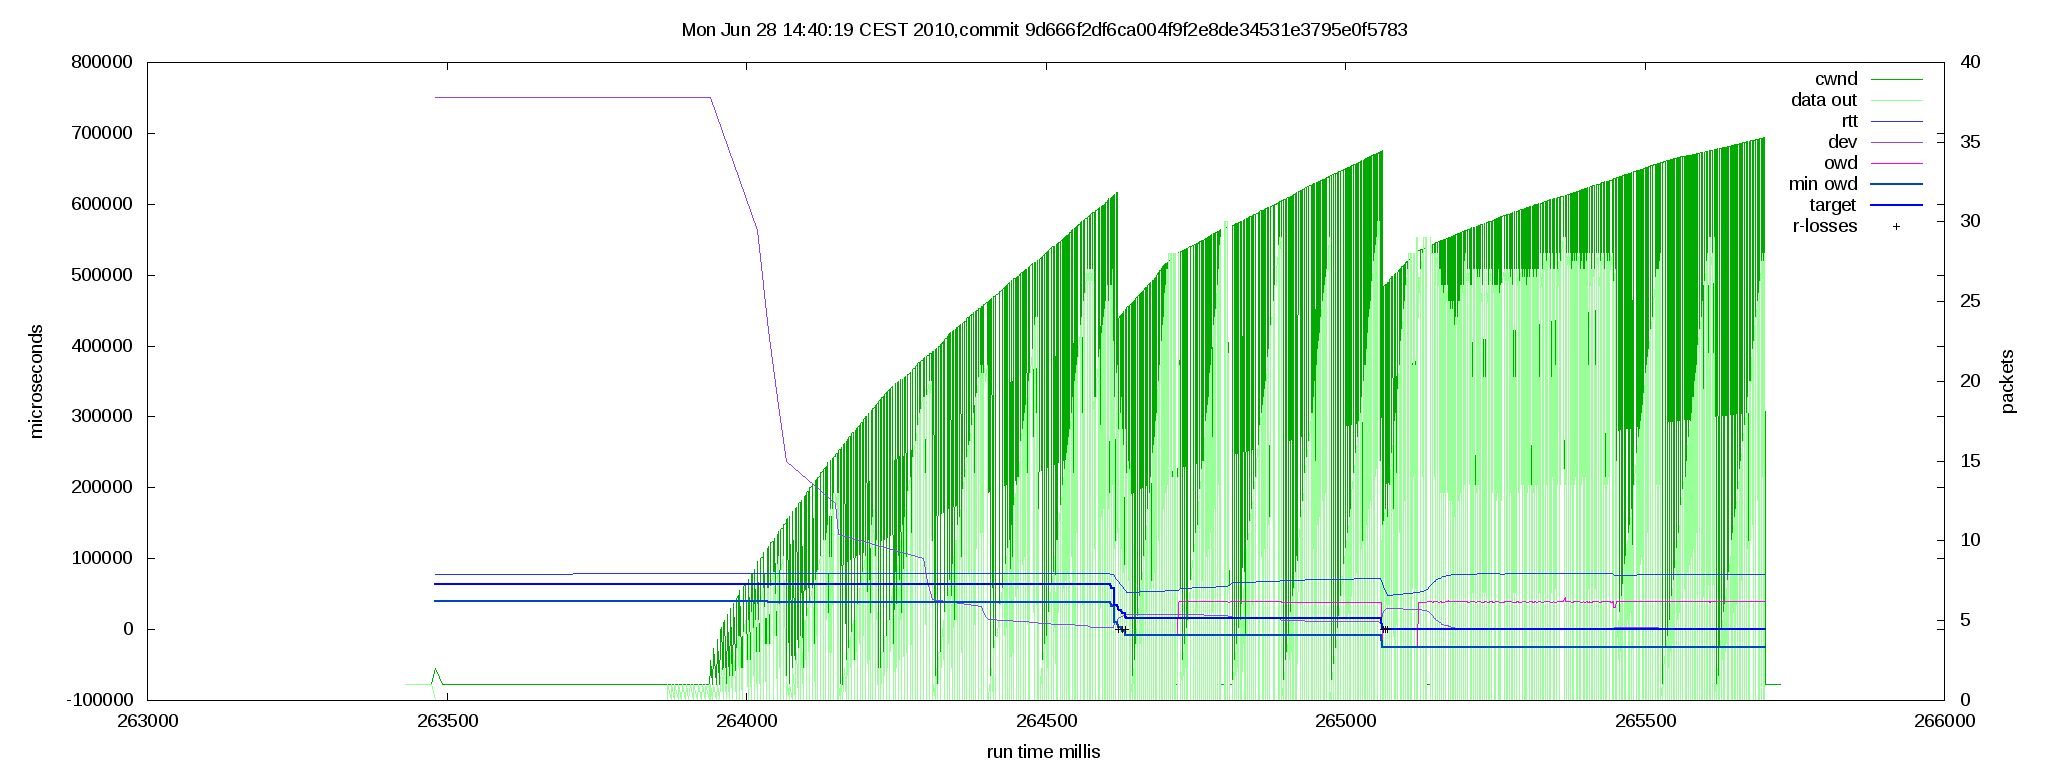 Mon Jun 28 14:40:19 CEST 2010,commit 9d666f2df6ca004f9f2e8de34531e3795e0f5783
800000
700000
600000
500000
400000
300000
200000
100000
0
-100000
microseconds
40
35
30
25
20
15
10
5
0
packets
cwnd
data out
rtt
dev
owd
min owd
target
r-losses
263000
263500
264000
264500
265000
265500
266000
run time millis